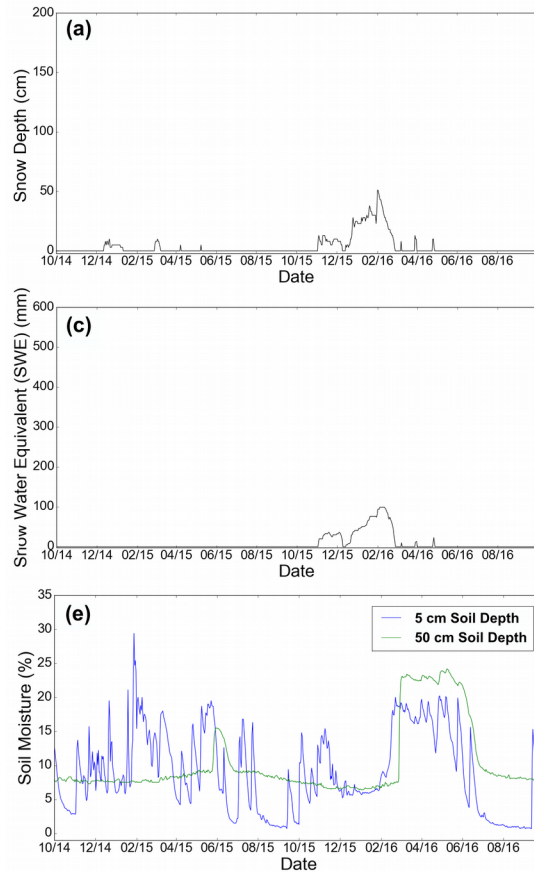 (a)
Snow Depth (cm)
200
150
100
50
0
10/14 12/14 02/15 04/15 06/15 08/15 10/15 12/15 02/16 04/16 06/16 08/16
Date
(c)
Snow Water Equivalent (SWE) (mm)
600
500
400
300
200
100
0
10/14 12/14 02/15 04/15 06/15 08/15 10/15 12/15 02/16 04/16 06/16 08/16
Date
(e)
5 cm Soil Depth
50 cm Soil Depth
Soil Moisture (%)
35
30
25
20
15
10
5
0
10/14 12/14 02/15 04/15 06/15 08/15 10/15 12/15 02/16 04/16 06/16 08/16
Date